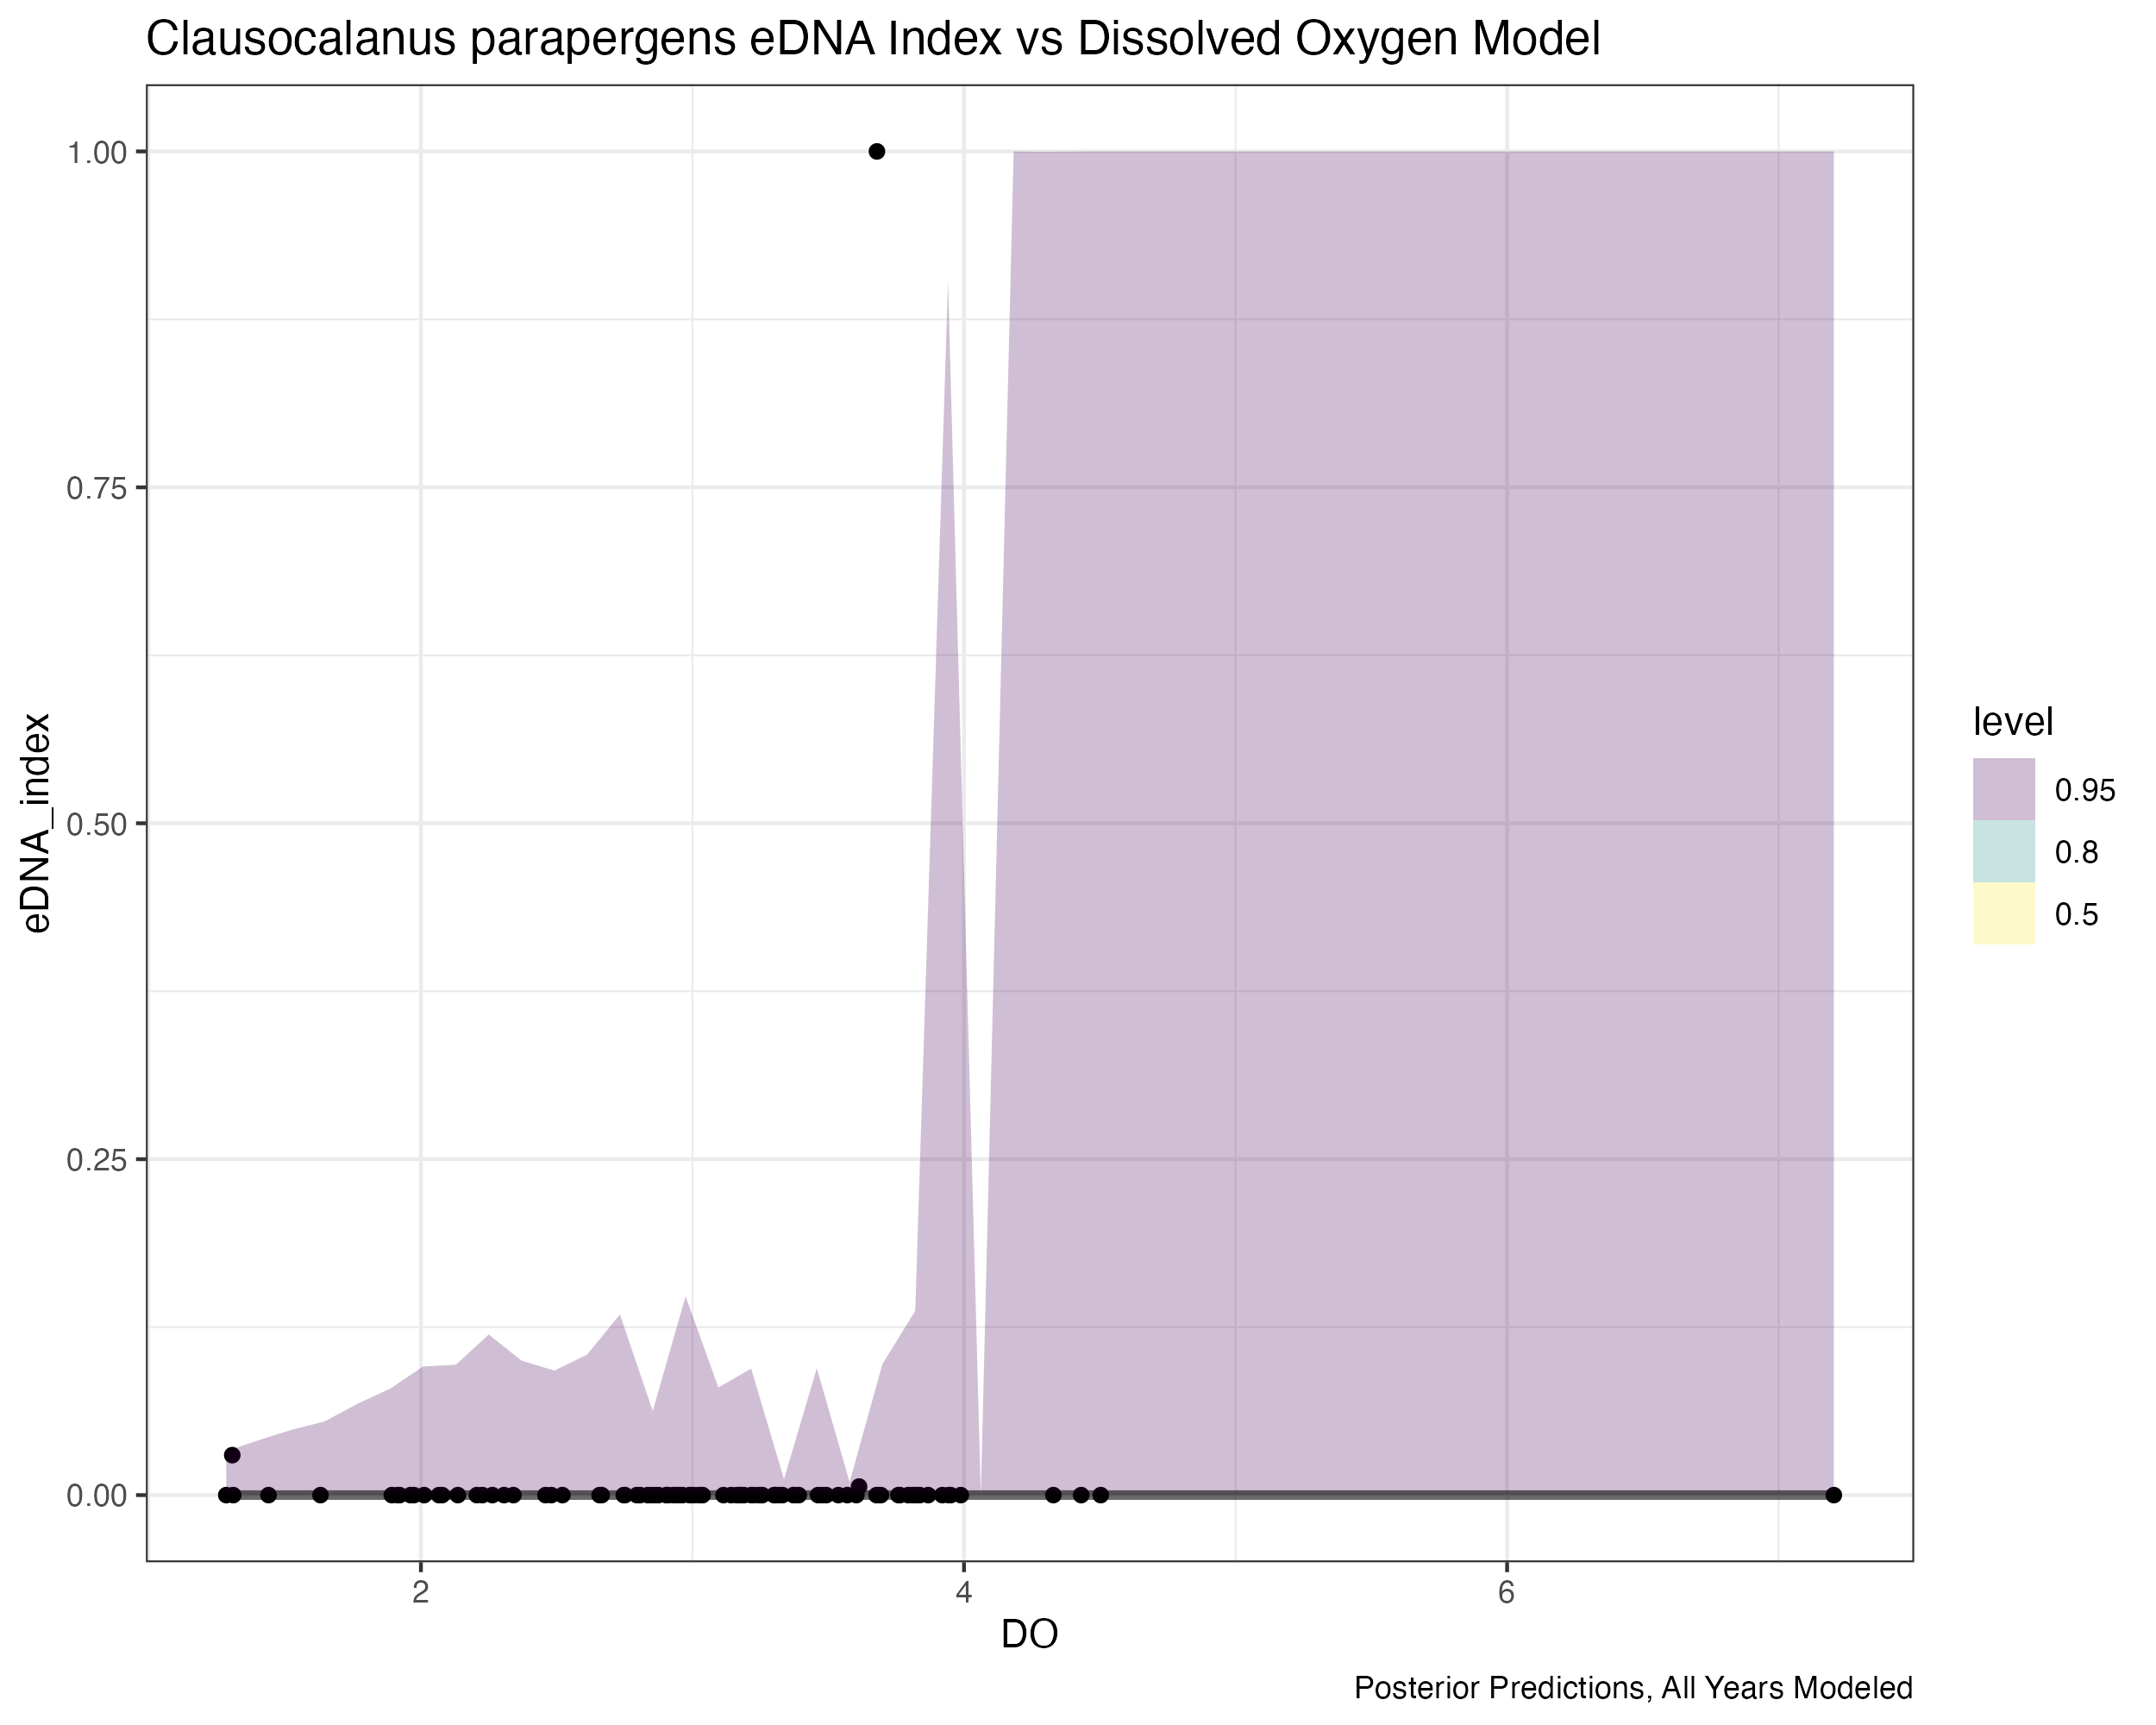 Clausocalanus parapergens eDNA Index vs Dissolved Oxygen Model
1.00
0.75
0.50
0.25
0.00
eDNA_index
2 4 6
DO
level
0.95
0.8
0.5
Posterior Predictions, All Years Modeled